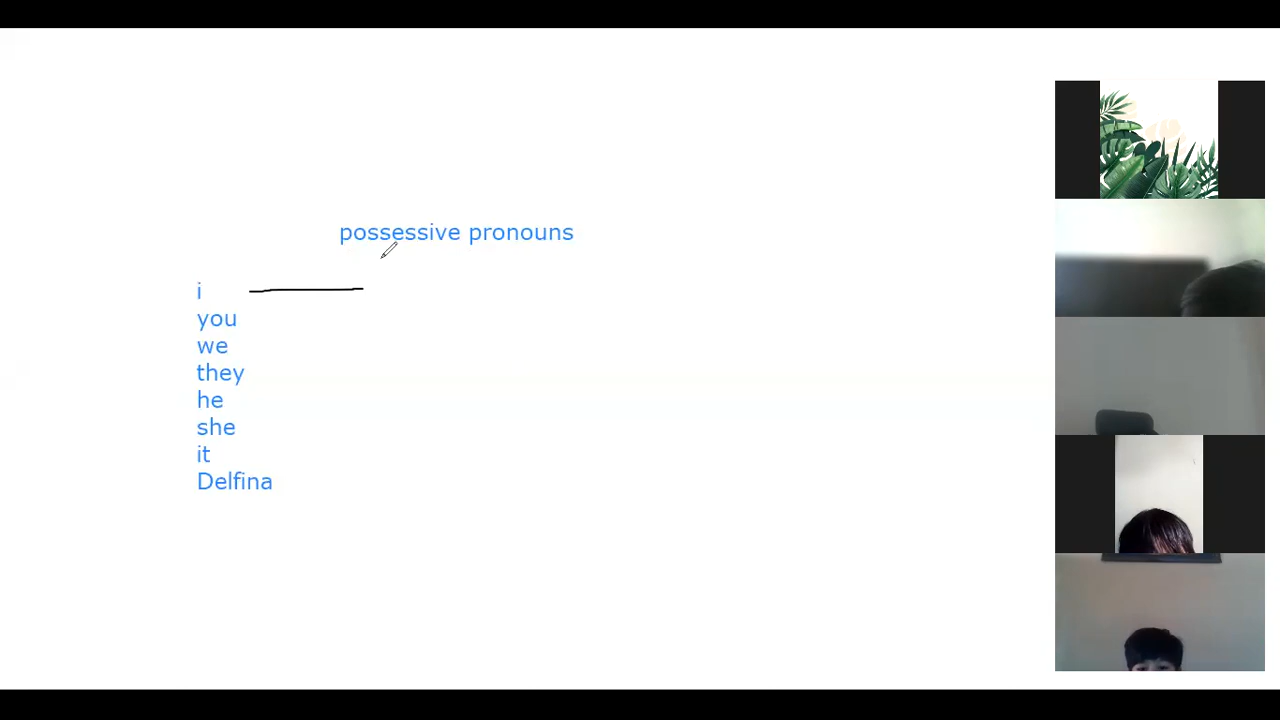 possessive pronouns
i
you
we
they
he
she
it
Delfina